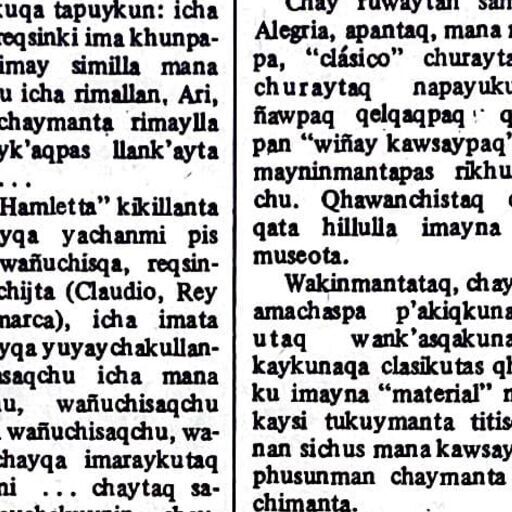 kuqa tapuykun: icha
reqsinki ima khunpa-
imay similla mana
u icha rimallan, Ari,
chaymanta rimaylla
yk'aqpas llank'ayta
...
Hamletta" kikillanta
yqa yachanmi pis
wañuchisqa, reqsin-
chijta (Claudio, Rey
marca), icha imata
yqa yuyaychakullan-
saqchu icha mana
u, wañuchisaqchu
wañuchisaqchu, wa-
chayqa imaraykutaq
ni ... chaytaq sa-
Chay ruwaytan
Alegria, apantaq, mana
pa, "clásico" churayta
churaytaq napayuku
ñawpaq qelqaqpaq q
pan "wiñay kawsaypaq"
mayninmantapas rikhu
chu. Qhawanchistaq
qata hillulla imayna
museota.
Wakinmantataq, chay
amachaspa p'akiqkuna
utaq wank'asqakuna
kaykunaqa clasikutas qh
ku imayna "material"
kaysi tukuymanta titis
nan sichus mana kawsay
phusunman chaymanta
chimanta.